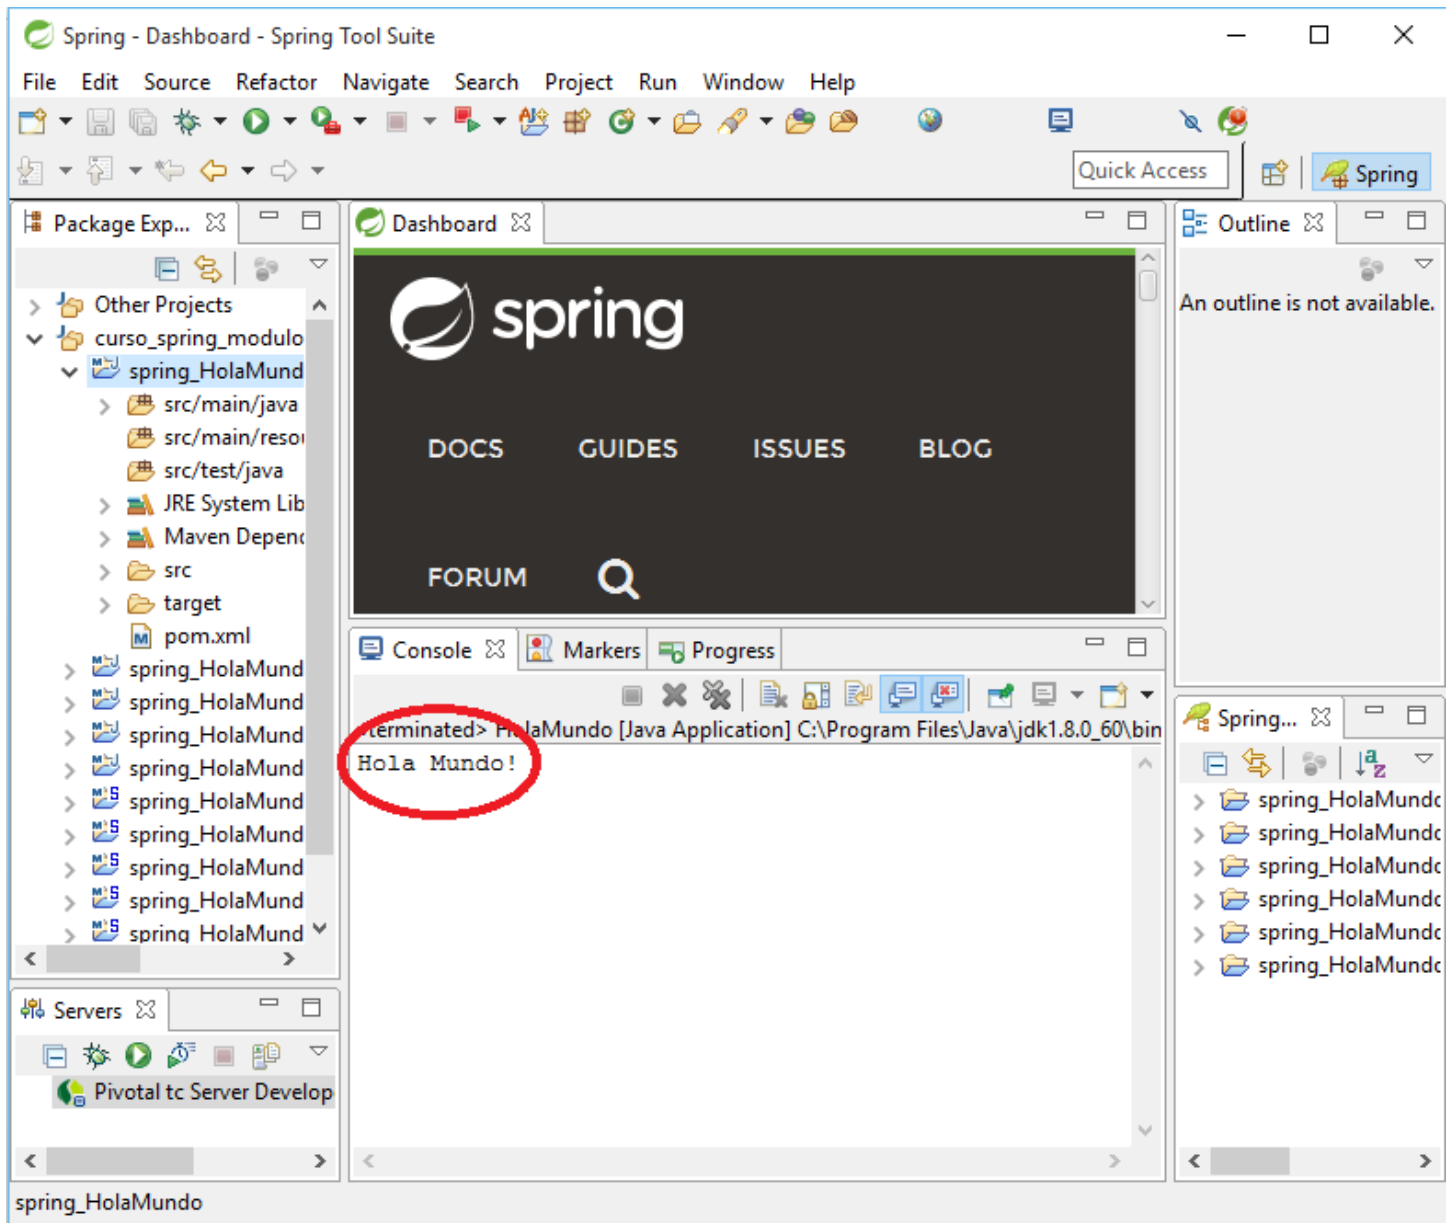 Spring - Dashboard - Spring Tool Suite
File Edit Source Refactor Navigate Search Project Run Window Help
Quick Access
Spring
Package Exp...
Other Projects
curso_spring_modulo
spring_HolaMund
src/main/java
src/main/resou
src/test/java
JRE System Lib
Maven Depend
src
target
pom.xml
spring_HolaMund
spring_HolaMund
spring_HolaMund
spring_HolaMund
spring_HolaMund
spring_HolaMund
spring_HolaMund
spring_HolaMund
spring_HolaMund
Servers
Pivotal tc Server Develop
Dashboard
spring
DOCS GUIDES ISSUES BLOG
FORUM
Console Markers Progress
<terminated> HolaMundo [Java Application] C:\Program Files\Java\jdk1.8.0_60\bin
Hola Mundo!
Outline
An outline is not available.
Spring...
spring_HolaMundo
spring_HolaMundo
spring_HolaMundo
spring_HolaMundo
spring_HolaMundo
spring_HolaMundo
spring_HolaMundo